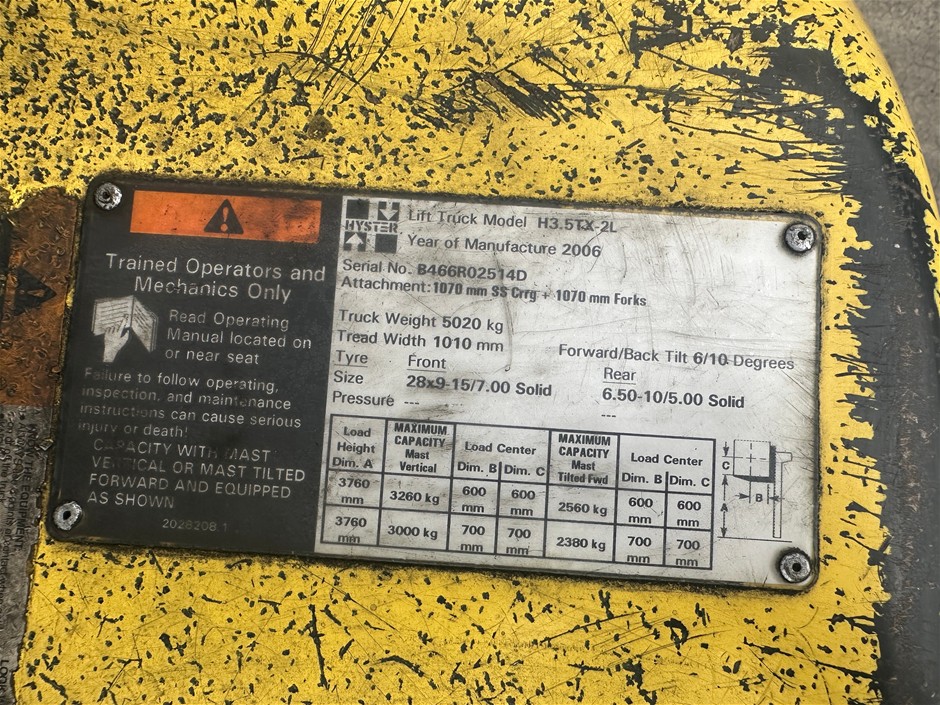 Trained Operators and
Mechanics Only
Read Operating
Manual located on
or near seat
Failure to follow operating,
inspection, and maintenance
instructions can cause serious
injury or death!
CAPACITY WITH MAST
VERTICAL OR MAST TILTED
FORWARD AND EQUIPPED
AS SHOWN
2028208 1
HYSTER
Lift Truck Model H3.5TX-2L
Year of Manufacture 2006
Serial No. B466R02514D
Attachment: 1070 mm SS Crrg + 1070 mm Forks
Truck Weight 5020 kg
Tread Width 1010 mm Forward/Back Tilt 6/10 Degrees
Tyre Front Rear
Size 28x9-15/7.00 Solid 6.50-10/5.00 Solid
Pressure --- ---
Load Height Dim. A MAXIMUM CAPACITY Mast Vertical Load Center Dim. B Dim. C MAXIMUM CAPACITY Mast Tilted Fwd Load Center Dim. B Dim. C
3760 mm 3260 kg 600 mm 600 mm 2560 kg 600 mm 600 mm
3760 mm 3000 kg 700 mm 700 mm 2380 kg 700 mm 700 mm
C
B
A